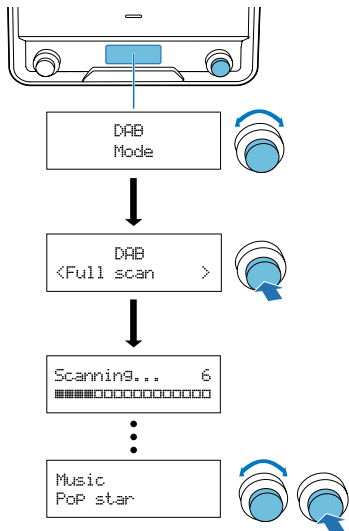 DAB
Mode
DAB
<Full scan >
Scanning... 6
Music
Pop star